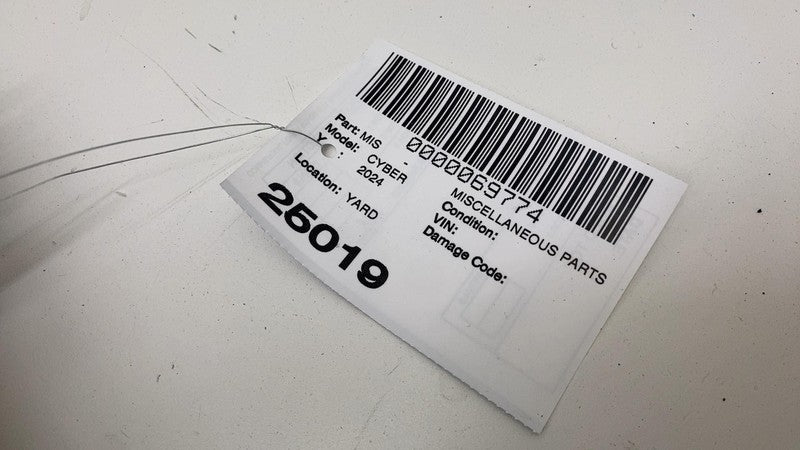 0000069774
Part: MIS - MISCELLANEOUS PARTS
Model: CYBER Condition:
Y : 2024 VIN:
Damage Code:
Location: YARD
25019